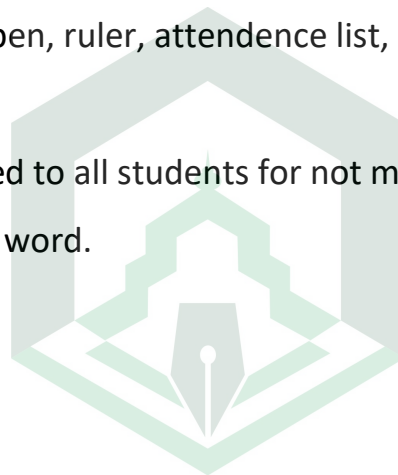 pen, ruler, attendence list,
ed to all students for not m
word.